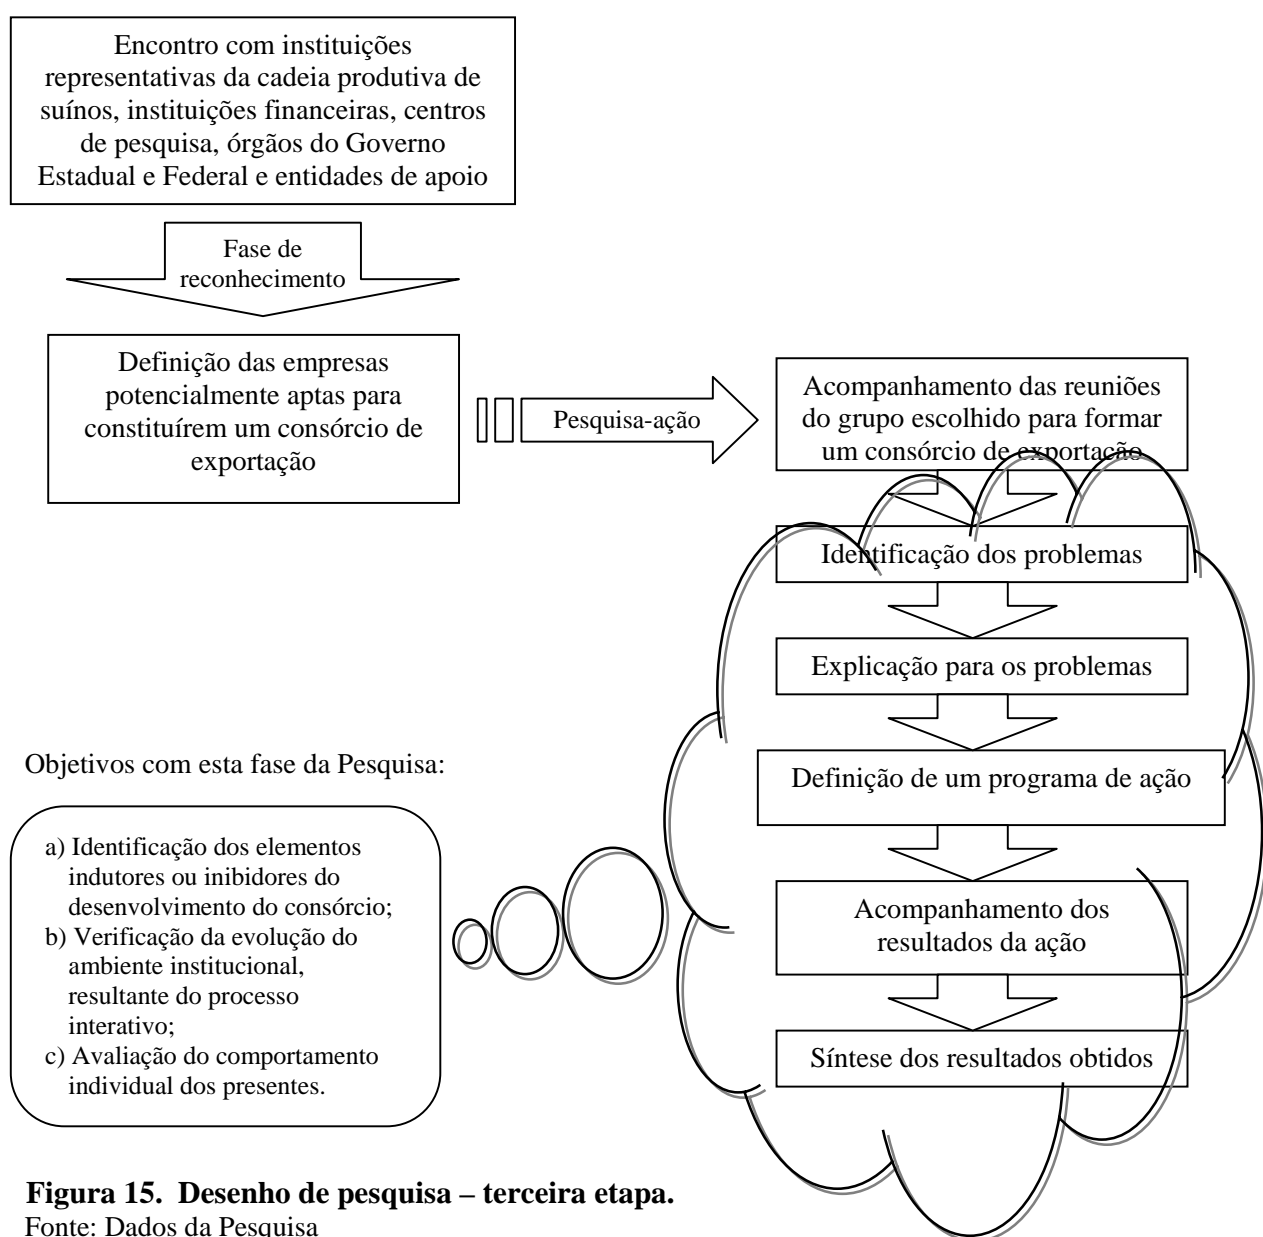 Encontro com instituições
representativas da cadeia produtiva de
suínos, instituições financeiras, centros
de pesquisa, órgãos do Governo
Estadual e Federal e entidades de apoio
Fase de
reconhecimento
Definição das empresas
potencialmente aptas para
constituírem um consórcio de
exportação
Pesquisa-ação
Acompanhamento das reuniões
do grupo escolhido para formar
um consórcio de exportação
Identificação dos problemas
Explicação para os problemas
Definição de um programa de ação
Acompanhamento dos
resultados da ação
Síntese dos resultados obtidos
Objetivos com esta fase da Pesquisa:
a) Identificação dos elementos
indutores ou inibidores do
desenvolvimento do consórcio;
b) Verificação da evolução do
ambiente institucional,
resultante do processo
interativo;
c) Avaliação do comportamento
individual dos presentes.
Figura 15. Desenho de pesquisa – terceira etapa.
Fonte: Dados da Pesquisa